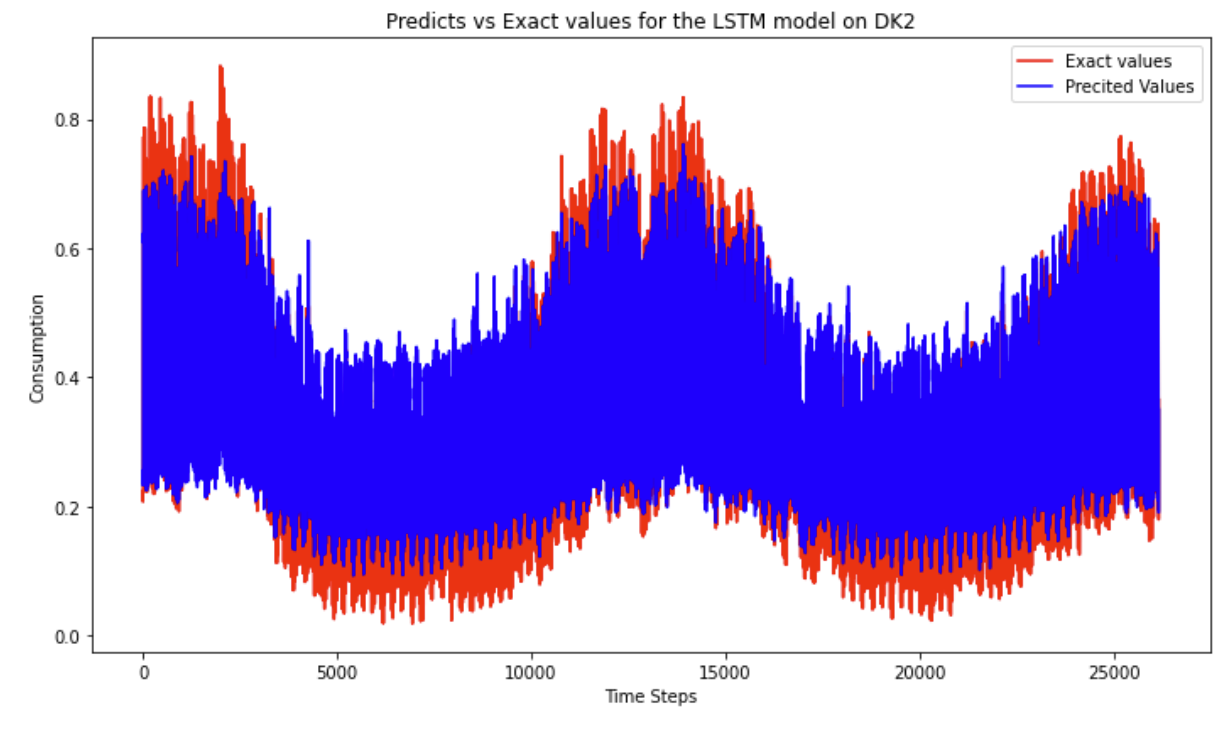 Predicts vs Exact values for the LSTM model on DK2
Exact values
Precited Values
Consumption
0.8
0.6
0.4
0.2
0.0
0 5000 10000 15000 20000 25000
Time Steps